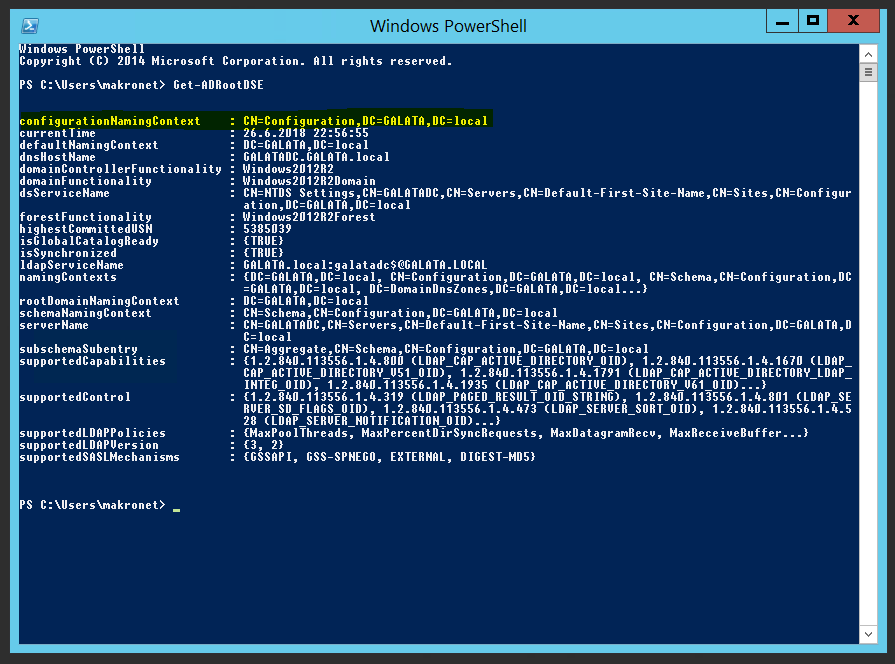 Windows PowerShell
Windows PowerShell
Copyright (C) 2014 Microsoft Corporation. All rights reserved.
PS C:\Users\makronet> Get-ADRootDSE
configurationNamingContext : CN=Configuration,DC=GALATA,DC=local
currentTime : 26.6.2018 22:56:55
defaultNamingContext : DC=GALATA,DC=local
dnsHostName : GALATADC.GALATA.local
domainControllerFunctionality : Windows2012R2
domainFunctionality : Windows2012R2Domain
dsServiceName : CN=NTDS Settings,CN=GALATADC,CN=Servers,CN=Default-First-Site-Name,CN=Sites,CN=Configur
ation,DC=GALATA,DC=local
forestFunctionality : Windows2012R2Forest
highestCommittedUSN : 5385039
isGlobalCatalogReady : {TRUE}
isSynchronized : {TRUE}
ldapServiceName : GALATA.local:galatadc$@GALATA.LOCAL
namingContexts : {DC=GALATA,DC=local, CN=Configuration,DC=GALATA,DC=local, CN=Schema,CN=Configuration,DC
=GALATA,DC=local, DC=DomainDnsZones,DC=GALATA,DC=local...}
rootDomainNamingContext : DC=GALATA,DC=local
schemaNamingContext : CN=Schema,CN=Configuration,DC=GALATA,DC=local
serverName : CN=GALATADC,CN=Servers,CN=Default-First-Site-Name,CN=Sites,CN=Configuration,DC=GALATA,D
C=local
subschemaSubentry : CN=Aggregate,CN=Schema,CN=Configuration,DC=GALATA,DC=local
supportedCapabilities : {1.2.840.113556.1.4.800 (LDAP_CAP_ACTIVE_DIRECTORY_OID), 1.2.840.113556.1.4.1670 (LDAP_
CAP_ACTIVE_DIRECTORY_V51_OID), 1.2.840.113556.1.4.1791 (LDAP_CAP_ACTIVE_DIRECTORY_LDAP_
INTEG_OID), 1.2.840.113556.1.4.1935 (LDAP_CAP_ACTIVE_DIRECTORY_V61_OID)...}
supportedControl : {1.2.840.113556.1.4.319 (LDAP_PAGED_RESULT_OID_STRING), 1.2.840.113556.1.4.801 (LDAP_SE
RVER_SD_FLAGS_OID), 1.2.840.113556.1.4.473 (LDAP_SERVER_SORT_OID), 1.2.840.113556.1.4.5
28 (LDAP_SERVER_NOTIFICATION_OID)...}
supportedLDAPPolicies : {MaxPoolThreads, MaxPercentDirSyncRequests, MaxDatagramRecv, MaxReceiveBuffer...}
supportedLDAPVersion : {3, 2}
supportedSASLMechanisms : {GSSAPI, GSS-SPNEGO, EXTERNAL, DIGEST-MD5}
PS C:\Users\makronet> _